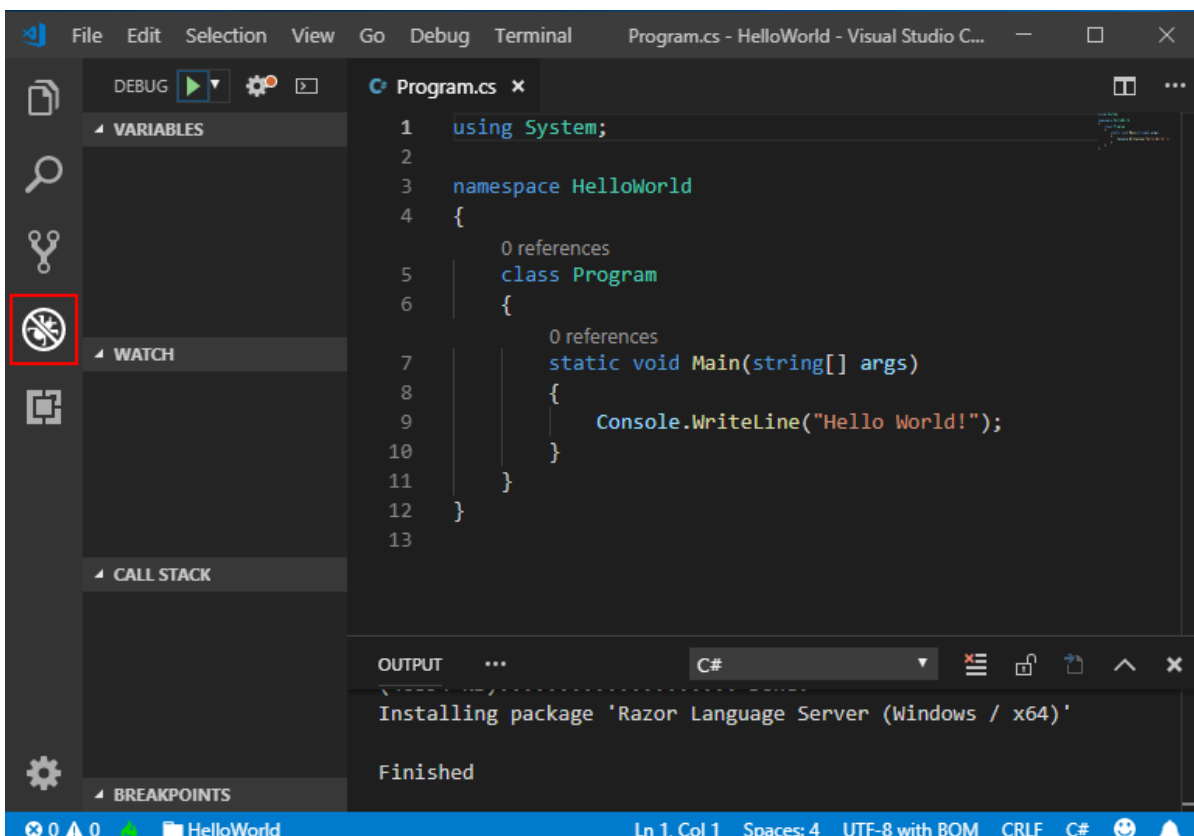 File Edit Selection View Go Debug Terminal Program.cs - HelloWorld - Visual Studio C...
DEBUG
VARIABLES
WATCH
CALL STACK
BREAKPOINTS
Program.cs
1 using System;
2
3 namespace HelloWorld
4 {
0 references
5 class Program
6 {
0 references
7 static void Main(string[] args)
8 {
9 Console.WriteLine("Hello World!");
10 }
11 }
12 }
13
OUTPUT ... C#
Installing package 'Razor Language Server (Windows / x64)'
Finished
0 0 HelloWorld Ln 1, Col 1 Spaces: 4 UTF-8 with BOM CRLF C#